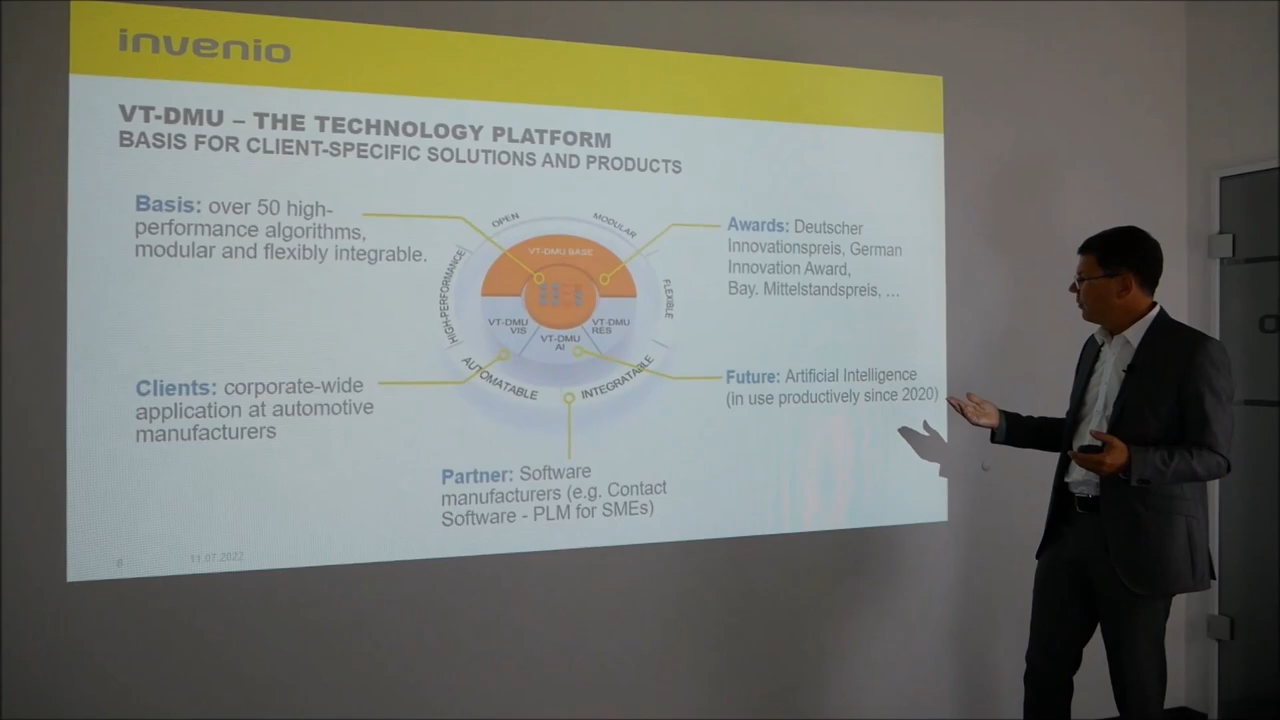 invenio
VT-DMU – THE TECHNOLOGY PLATFORM
BASIS FOR CLIENT-SPECIFIC SOLUTIONS AND PRODUCTS
Basis: over 50 high-
performance algorithms,
modular and flexibly integrable.
Clients: corporate-wide
application at automotive
manufacturers
OPEN
MODULAR
HIGH-PERFORMANCE
FLEXIBLE
AUTOMATABLE
INTEGRATABLE
VT-DMU BASE
VT-DMU
VIS
VT-DMU
AI
VT-DMU
RES
Awards: Deutscher
Innovationspreis, German
Innovation Award,
Bay. Mittelstandspreis, ...
Future: Artificial Intelligence
(in use productively since 2020)
Partner: Software
manufacturers (e.g. Contact
Software - PLM for SMEs)
11.07.2022